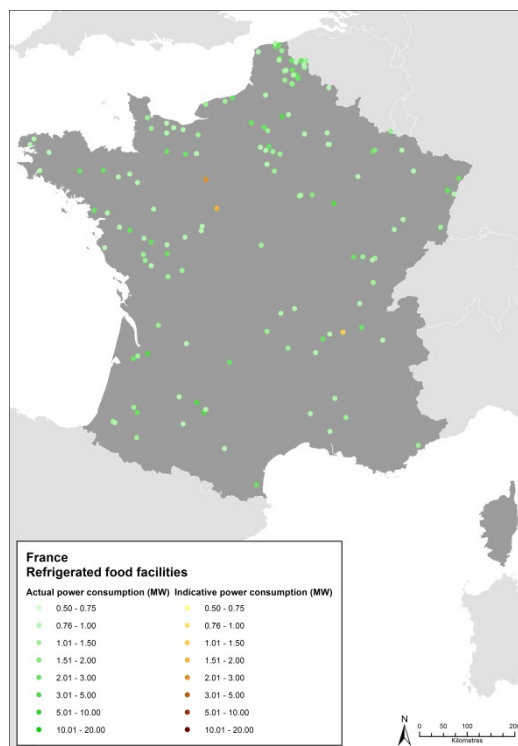 France
Refrigerated food facilities
Actual power consumption (MW) Indicative power consumption (MW)
0.50 - 0.75 0.50 - 0.75
0.76 - 1.00 0.76 - 1.00
1.01 - 1.50 1.01 - 1.50
1.51 - 2.00 1.51 - 2.00
2.01 - 3.00 2.01 - 3.00
3.01 - 5.00 3.01 - 5.00
5.01 - 10.00 5.01 - 10.00
10.01 - 20.00 10.01 - 20.00
N
0 50 100 200
Kilometres